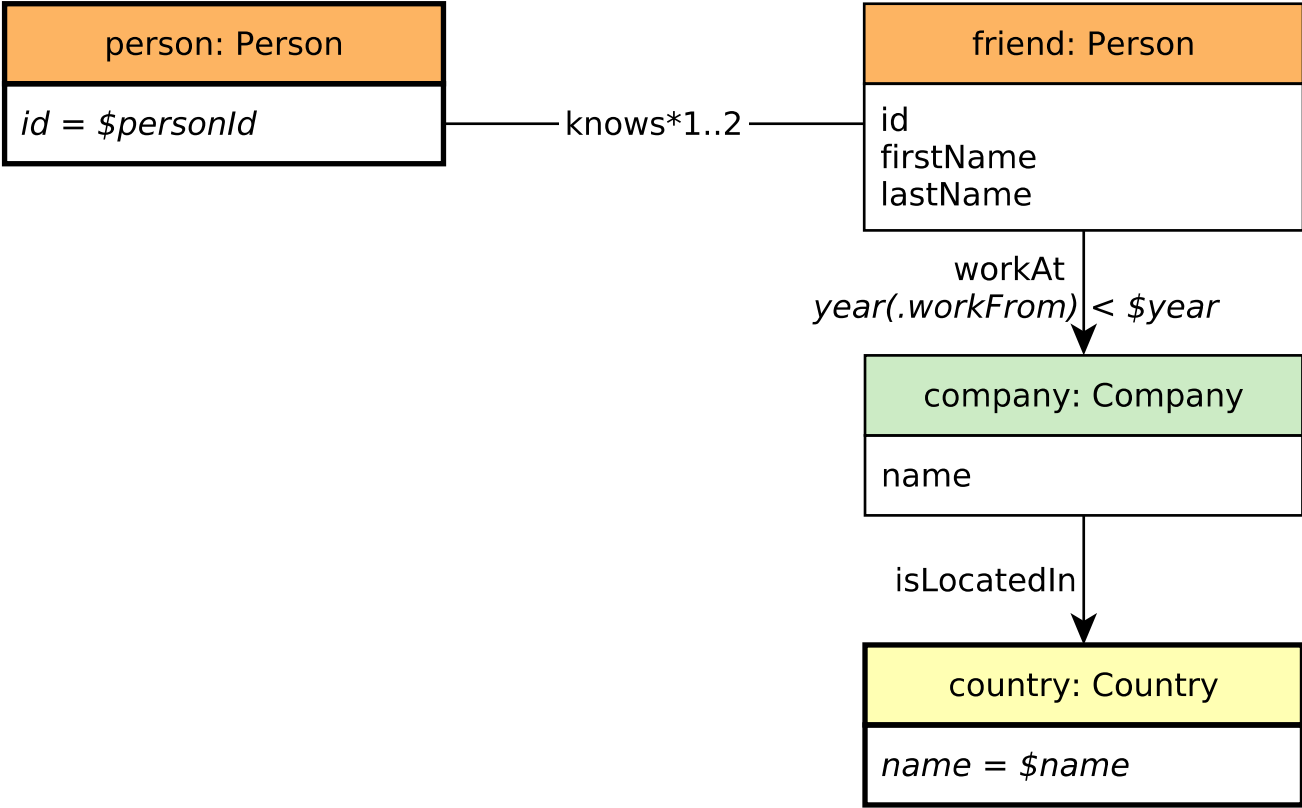 person: Person
id = $personId
knows*1..2
friend: Person
id
firstName
lastName
workAt
year(.workFrom) < $year
company: Company
name
isLocatedIn
country: Country
name = $name